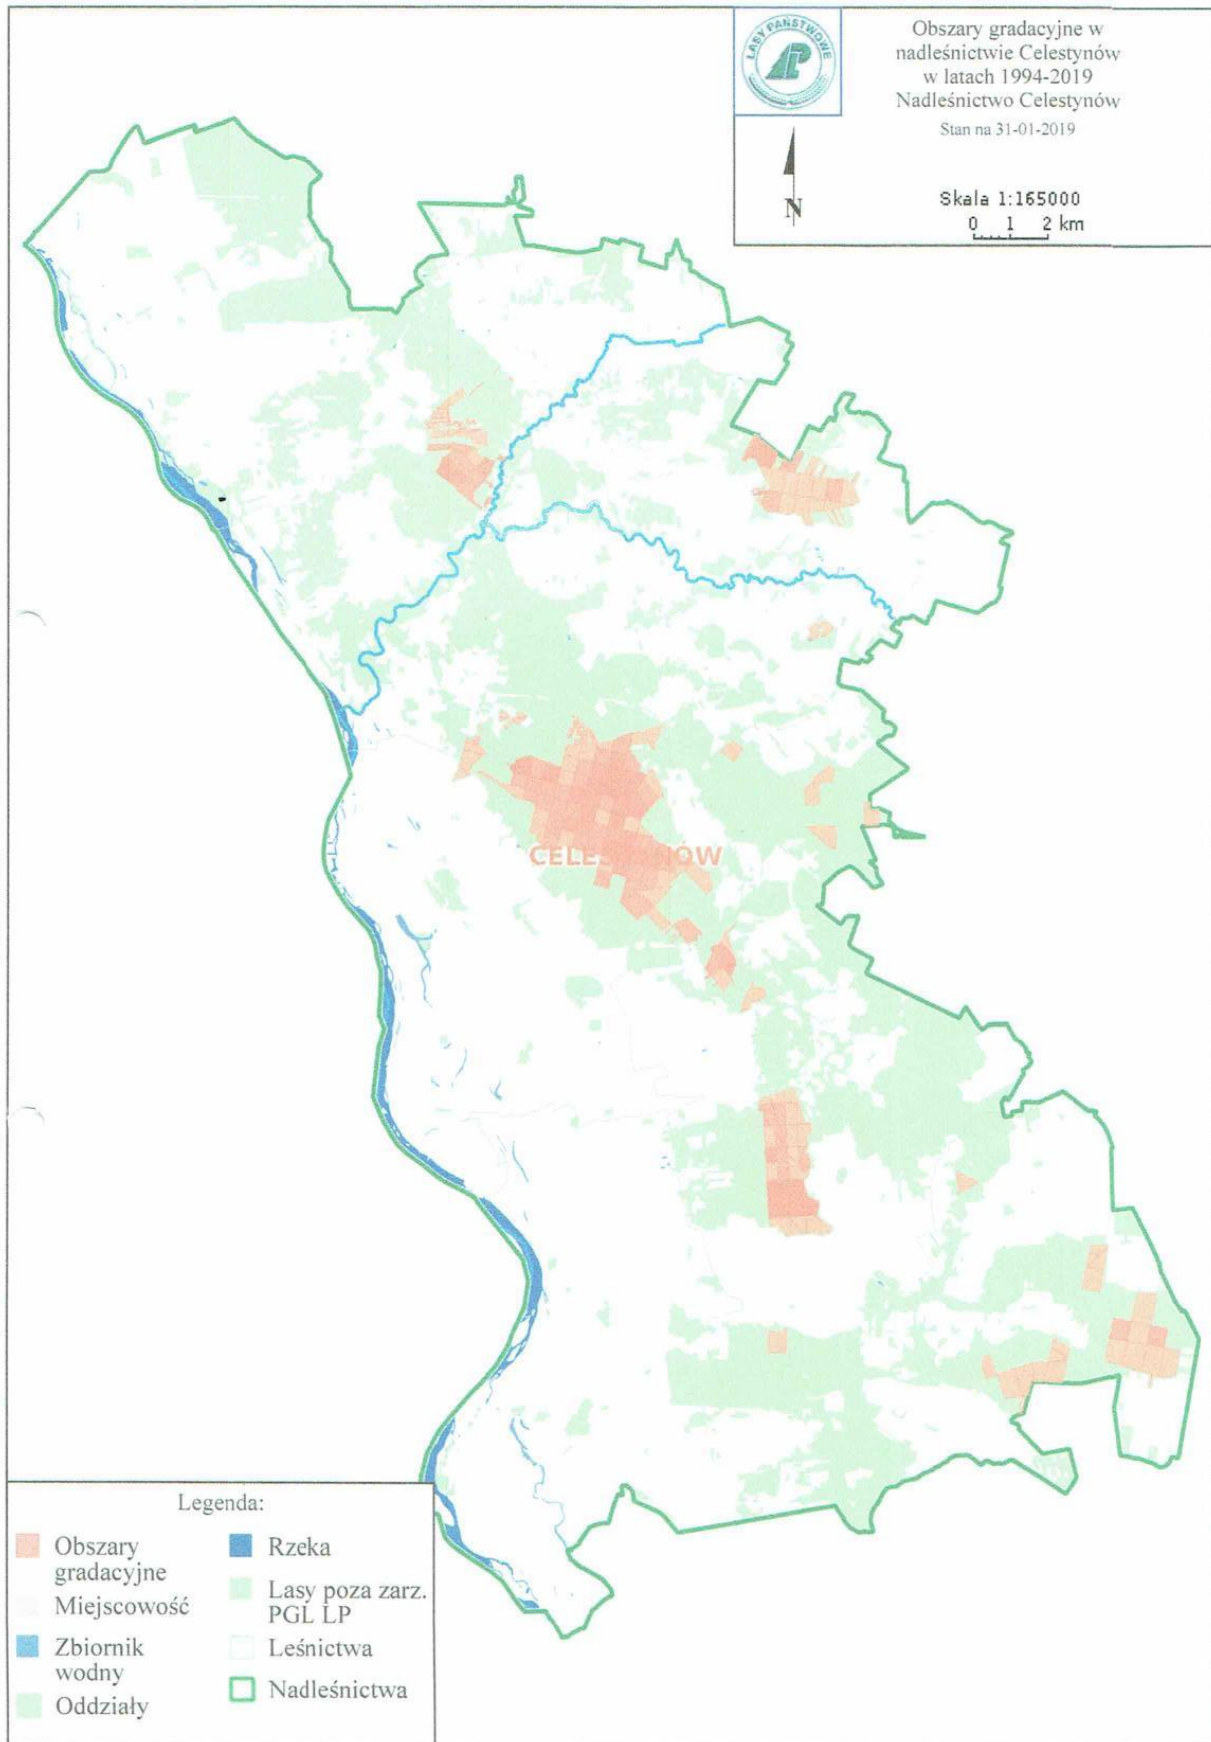 LASY PAŃSTWOWE
LP
Obszary gradacyjne w
nadleśnictwie Celestynów
w latach 1994-2019
Nadleśnictwo Celestynów
Stan na 31-01-2019
N
Skala 1:165000
0 1 2 km
CELESTYNÓW
Legenda:
Obszary
gradacyjne
Miejscowość
Zbiornik
wodny
Oddziały
Rzeka
Lasy poza zarz.
PGL LP
Leśnictwa
Nadleśnictwa